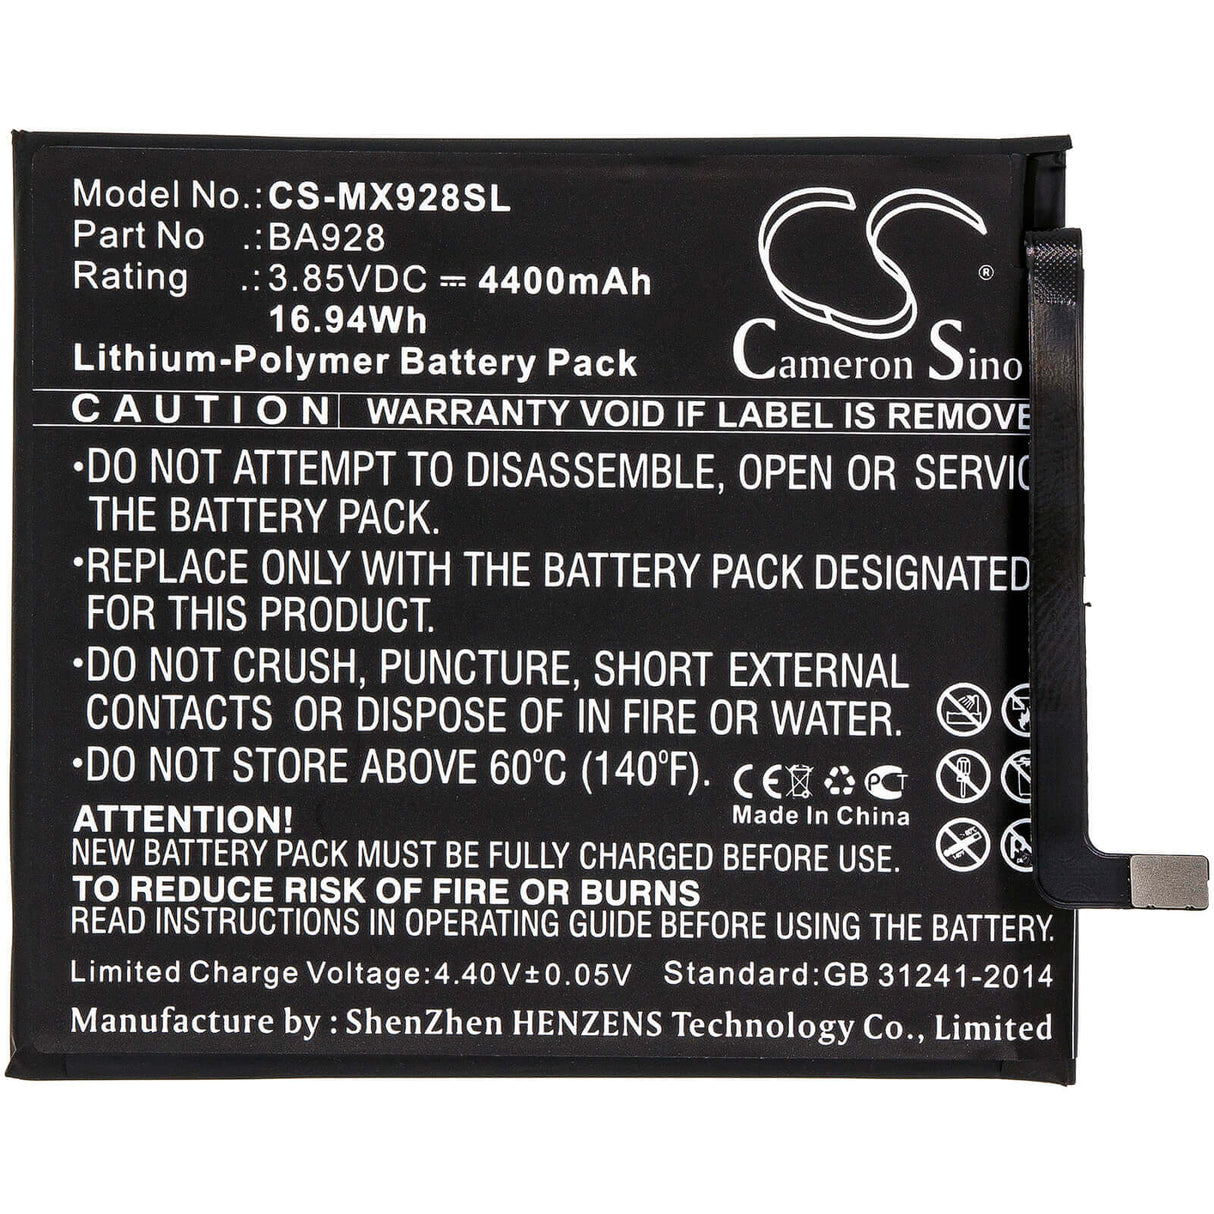 Model No.: CS-MX928SL
Part No .: BA928
Rating .: 3.85VDC ⎓ 4400mAh
16.94Wh
Lithium-Polymer Battery Pack
CS ®
Cameron Sino
CAUTION WARRANTY VOID IF LABEL IS REMOVE
•DO NOT ATTEMPT TO DISASSEMBLE, OPEN OR SERVIC
THE BATTERY PACK.
•REPLACE ONLY WITH THE BATTERY PACK DESIGNATED
FOR THIS PRODUCT.
•DO NOT CRUSH, PUNCTURE, SHORT EXTERNAL
CONTACTS OR DISPOSE OF IN FIRE OR WATER.
•DO NOT STORE ABOVE 60°C (140°F).
CE PCT
Made In China
ATTENTION!
NEW BATTERY PACK MUST BE FULLY CHARGED BEFORE USE.
TO REDUCE RISK OF FIRE OR BURNS
READ INSTRUCTIONS IN OPERATING GUIDE BEFORE USING THE BATTERY.
Limited Charge Voltage:4.40V±0.05V Standard:GB 31241-2014
Manufacture by : ShenZhen HENZENS Technology Co., Limited